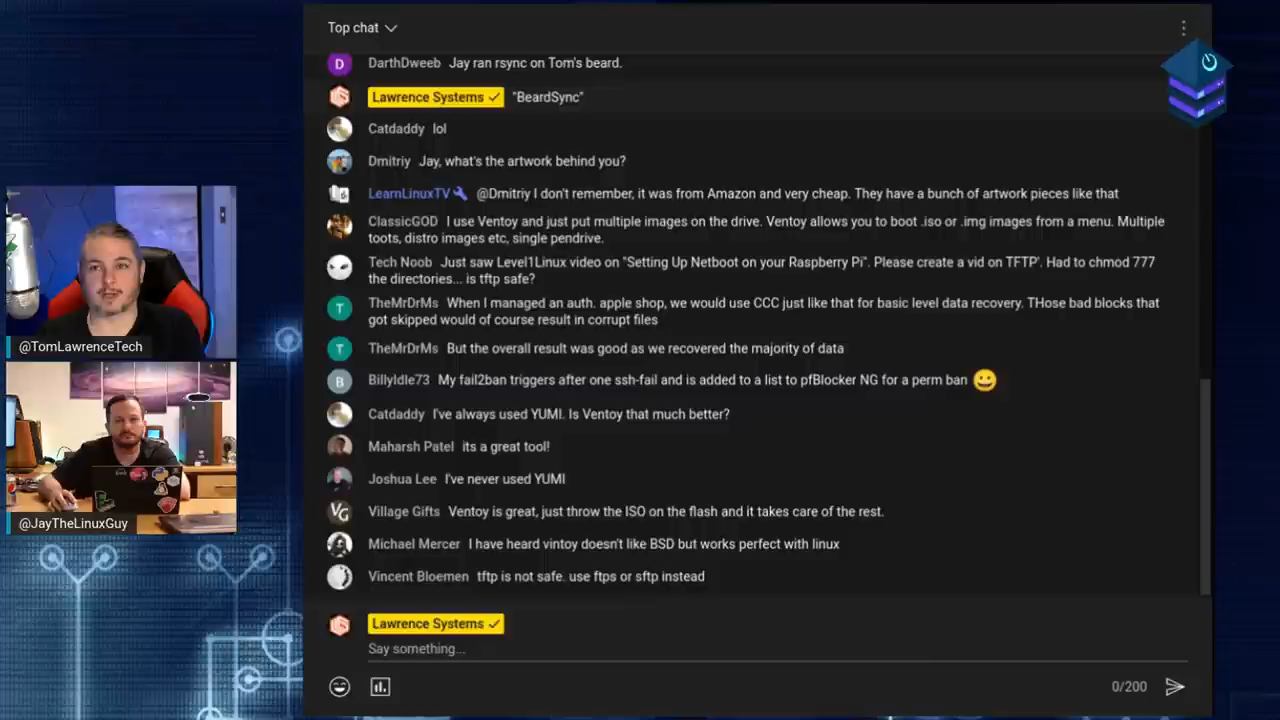 Top chat
DarthDweeb Jay ran rsync on Tom's beard.
Lawrence Systems "BeardSync"
Catdaddy lol
Dmitriy Jay, what's the artwork behind you?
LearnLinuxTV @Dmitriy I don't remember, it was from Amazon and very cheap. They have a bunch of artwork pieces like that
ClassicGOD I use Ventoy and just put multiple images on the drive. Ventoy allows you to boot .iso or .img images from a menu. Multiple
toots, distro images etc, single pendrive.
Tech Noob Just saw Level1Linux video on "Setting Up Netboot on your Raspberry Pi". Please create a vid on TFTP'. Had to chmod 777
the directories... is tftp safe?
TheMrDrMs When I managed an auth. apple shop, we would use CCC just like that for basic level data recovery. THose bad blocks that
got skipped would of course result in corrupt files
TheMrDrMs But the overall result was good as we recovered the majority of data
BillyIdle73 My fail2ban triggers after one ssh-fail and is added to a list to pfBlocker NG for a perm ban
Catdaddy I've always used YUMI. Is Ventoy that much better?
Maharsh Patel its a great tool!
Joshua Lee I've never used YUMI
Village Gifts Ventoy is great, just throw the ISO on the flash and it takes care of the rest.
Michael Mercer I have heard vintoy doesn't like BSD but works perfect with linux
Vincent Bloemen tftp is not safe. use ftps or sftp instead
Lawrence Systems
Say something...
0/200
@TomLawrenceTech
@JayTheLinuxGuy
D
T
T
B
VG